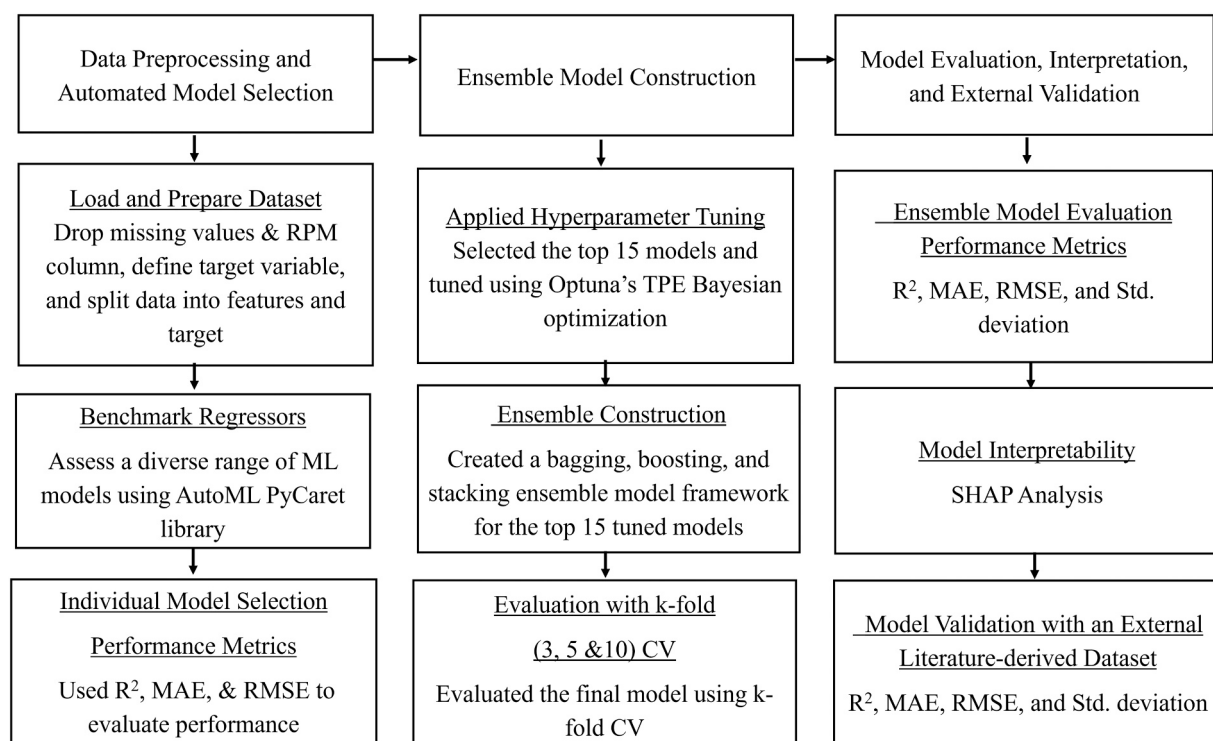 Data Preprocessing and
Automated Model Selection
Ensemble Model Construction
Model Evaluation, Interpretation,
and External Validation
Load and Prepare Dataset
Drop missing values & RPM
column, define target variable,
and split data into features and
target
Benchmark Regressors
Assess a diverse range of ML
models using AutoML PyCaret
library
Individual Model Selection
Performance Metrics
Used R², MAE, & RMSE to
evaluate performance
Applied Hyperparameter Tuning
Selected the top 15 models and
tuned using Optuna’s TPE Bayesian
optimization
Ensemble Construction
Created a bagging, boosting, and
stacking ensemble model framework
for the top 15 tuned models
Evaluation with k-fold
(3, 5 &10) CV
Evaluated the final model using k-
fold CV
Ensemble Model Evaluation
Performance Metrics
R², MAE, RMSE, and Std.
deviation
Model Interpretability
SHAP Analysis
Model Validation with an External
Literature-derived Dataset
R², MAE, RMSE, and Std. deviation